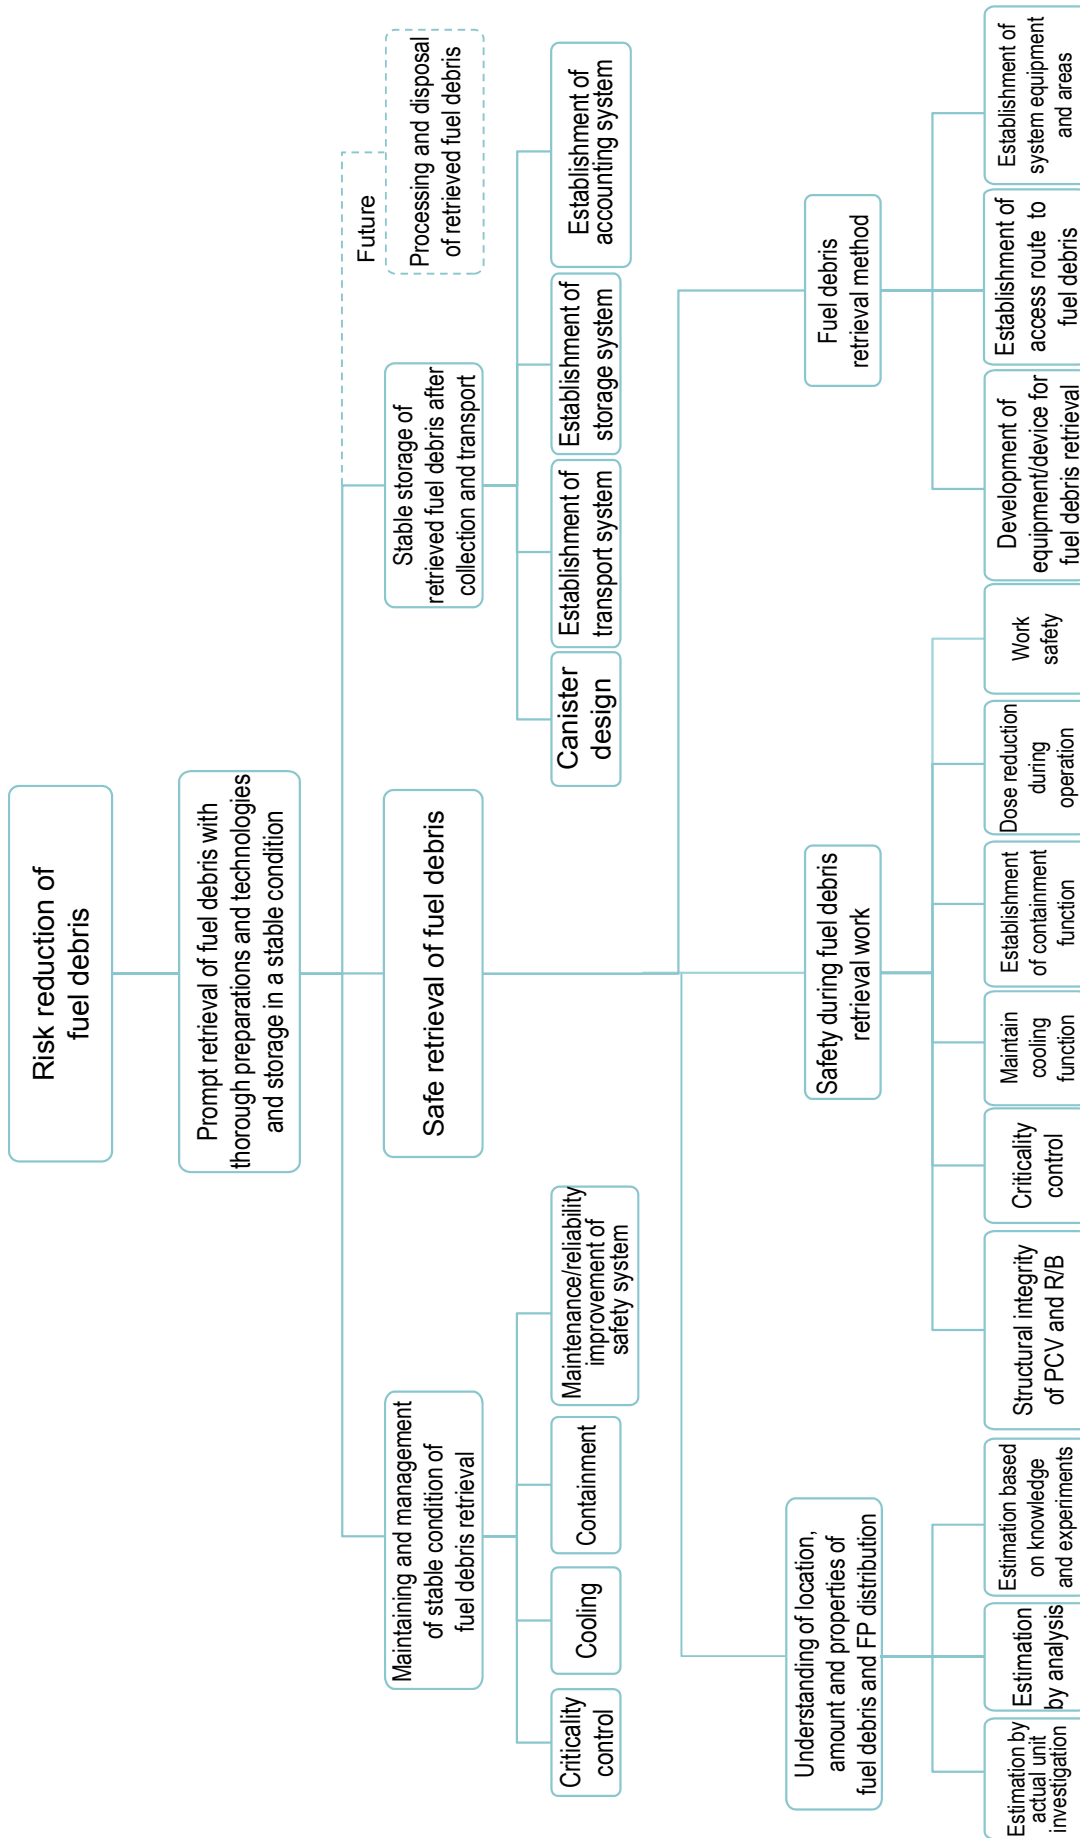 Risk reduction of
fuel debris
Prompt retrieval of fuel debris with
thorough preparations and technologies
and storage in a stable condition
Maintaining and management
of stable condition of
fuel debris retrieval
Safe retrieval of fuel debris
Stable storage of
retrieved fuel debris after
collection and transport
Future
Processing and disposal
of retrieved fuel debris
Criticality
control
Cooling
Containment
Maintenance/reliability
improvement of
safety system
Canister
design
Establishment of
transport system
Establishment of
storage system
Establishment of
accounting system
Understanding of location,
amount and properties of
fuel debris and FP distribution
Safety during fuel debris
retrieval work
Fuel debris
retrieval method
Estimation by
actual unit
investigation
Estimation
by analysis
Estimation based
on knowledge
and experiments
Structural integrity
of PCV and R/B
Criticality
control
Maintain
cooling
function
Establishment
of containment
function
Dose reduction
during
operation
Work
safety
Development of
equipment/device for
fuel debris retrieval
Establishment of
access route to
fuel debris
Establishment of
system equipment
and areas